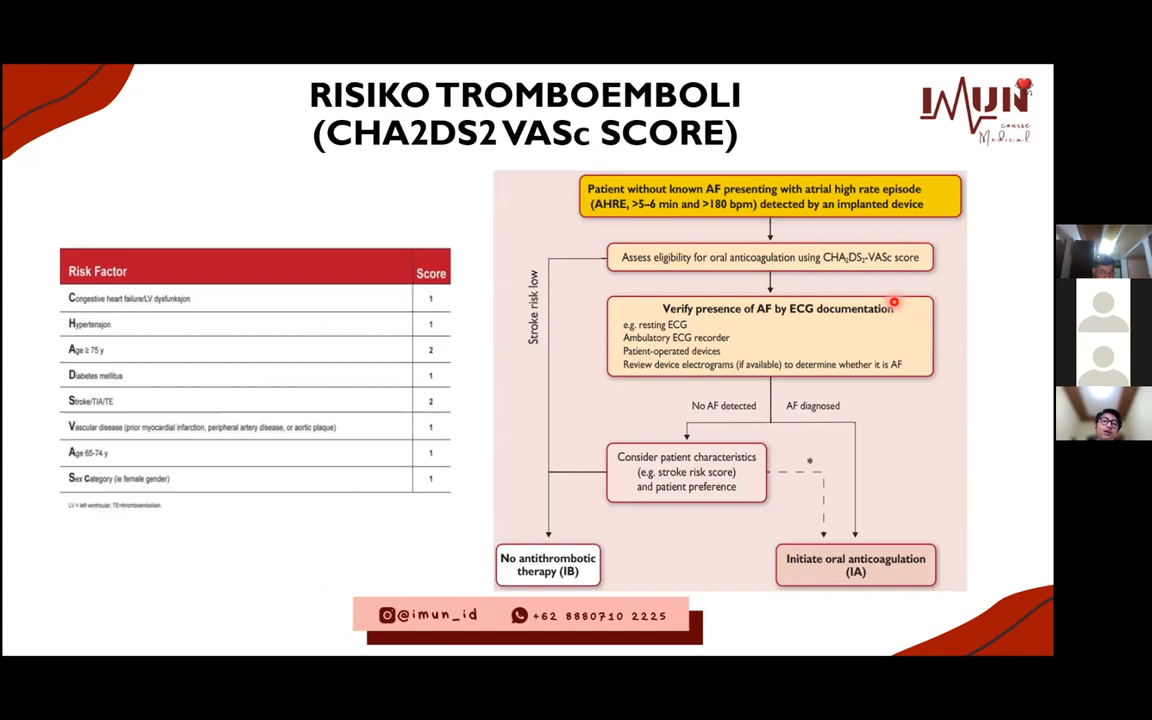 RISIKO TROMBOEMBOLI
(CHA2DS2 VASc SCORE)
IMUN
course
Medical
Risk Factor Score
Congestive heart failure/LV dysfunksjon 1
Hypertensjon 1
Age ≥ 75 y 2
Diabetes mellitus 1
Stroke/TIA/TE 2
Vascular disease (prior myocardial infarction, peripheral artery disease, or aortic plaque) 1
Age 65-74 y 1
Sex Category (ie female gender) 1
LV = left ventricular: TE=thromboembolism.
Patient without known AF presenting with atrial high rate episode
(AHRE, >5–6 min and >180 bpm) detected by an implanted device
Assess eligibility for oral anticoagulation using CHA₂DS₂-VASc score
Stroke risk low
Verify presence of AF by ECG documentation
e.g. resting ECG
Ambulatory ECG recorder
Patient-operated devices
Review device electrograms (if available) to determine whether it is AF
No AF detected AF diagnosed
Consider patient characteristics
(e.g. stroke risk score)
and patient preference
*
No antithrombotic
therapy (IB)
Initiate oral anticoagulation
(IA)
@imun_id +62 8880710 2225